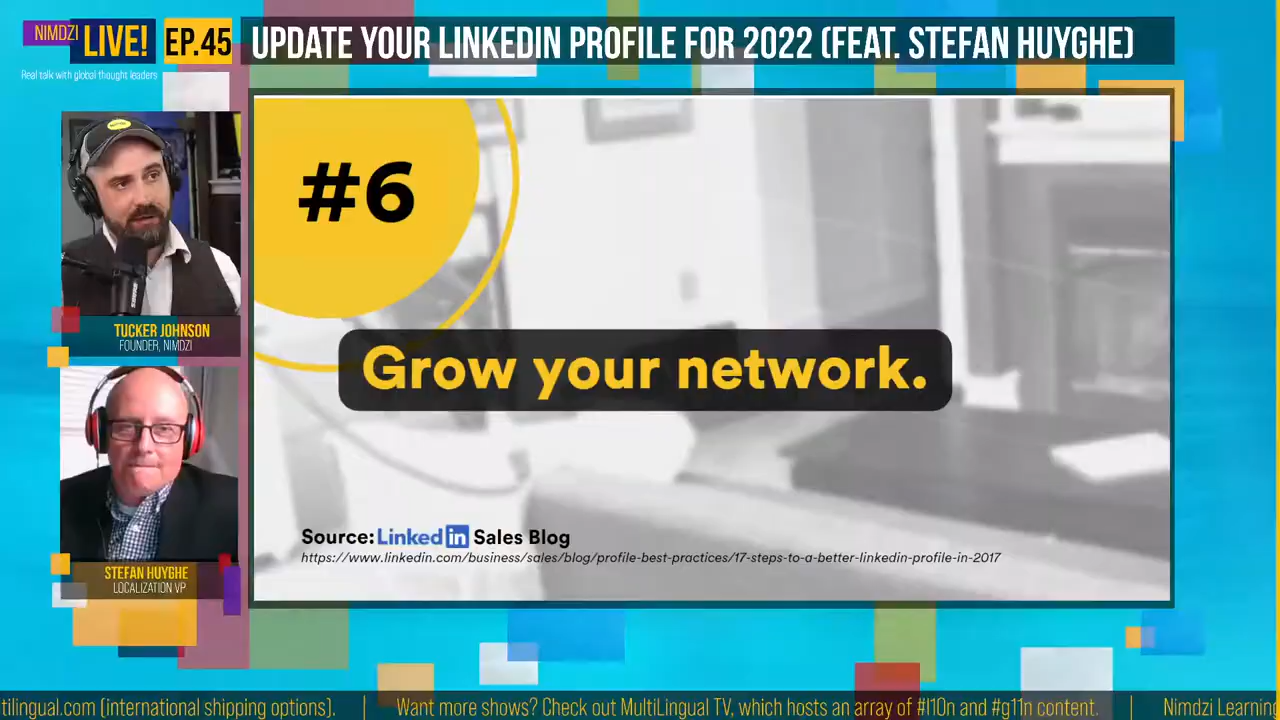 NIMDZI LIVE!
Real talk with global thought leaders
EP.45
UPDATE YOUR LINKEDIN PROFILE FOR 2022 (FEAT. STEFAN HUYGHE)
#6
Grow your network.
Source: Linkedin Sales Blog
https://www.linkedin.com/business/sales/blog/profile-best-practices/17-steps-to-a-better-linkedin-profile-in-2017
TUCKER JOHNSON
FOUNDER, NIMDZI
STEFAN HUYGHE
LOCALIZATION VP
tilingual.com (international shipping options). | Want more shows? Check out MultiLingual TV, which hosts an array of #l10n and #g11n content. | Nimdzi Learning